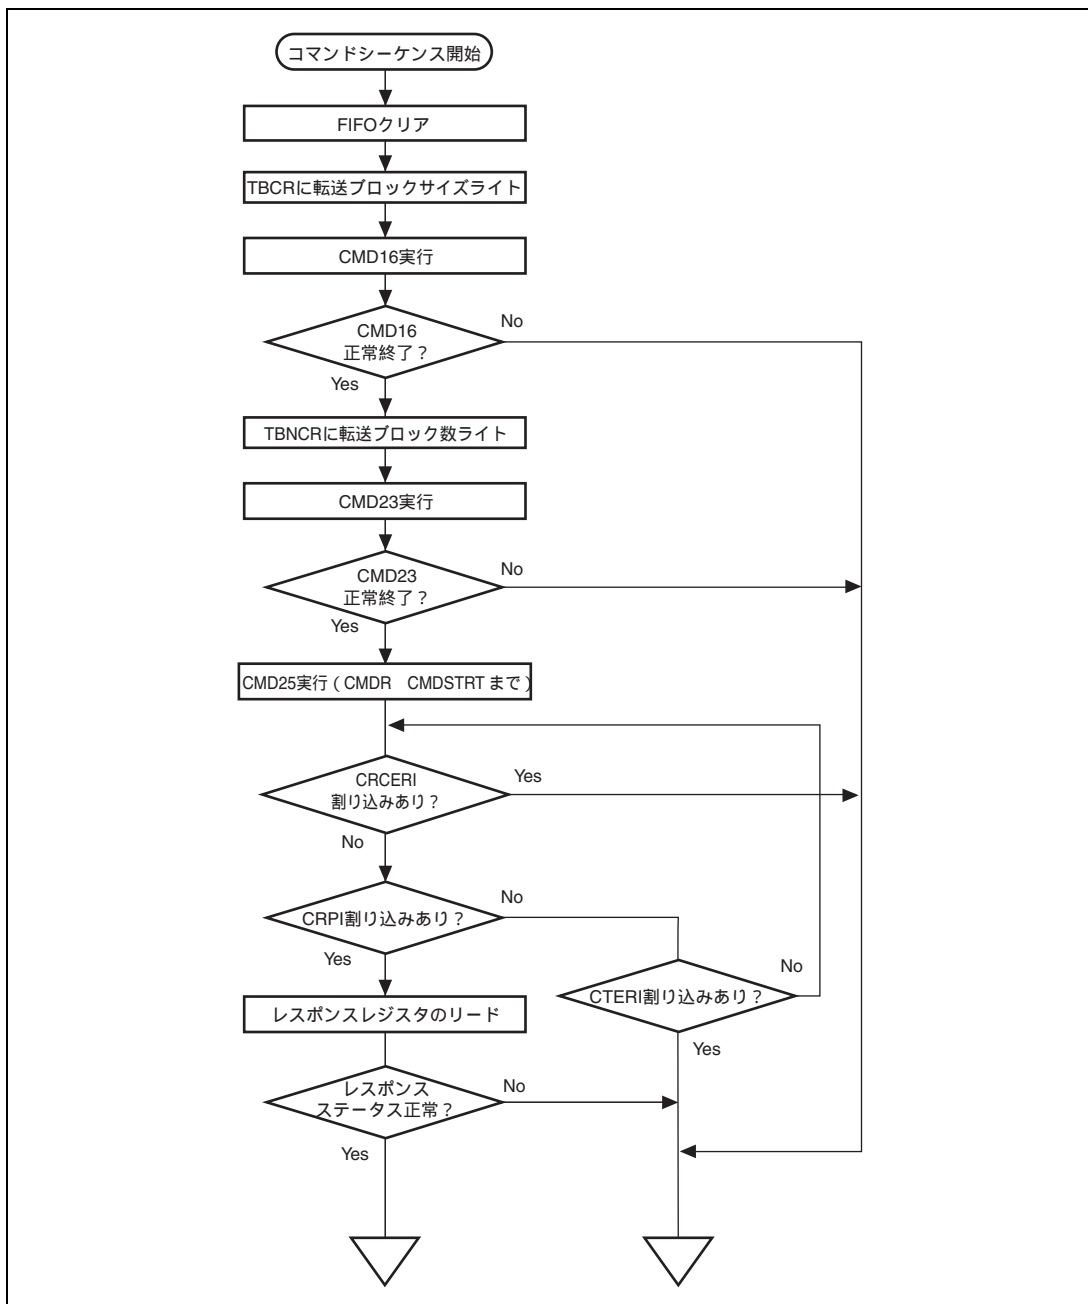 コマンドシーケンス開始
FIFOクリア
TBCRに転送ブロックサイズライト
CMD16実行
CMD16
正常終了？
No
Yes
TBNCRに転送ブロック数ライト
CMD23実行
CMD23
正常終了？
No
Yes
CMD25実行（CMDR　CMDSTRT まで）
CRCERI
割り込みあり？
Yes
No
CRPI割り込みあり？
No
Yes
CTERI割り込みあり？
No
Yes
レスポンスレジスタのリード
レスポンス
ステータス正常？
No
Yes